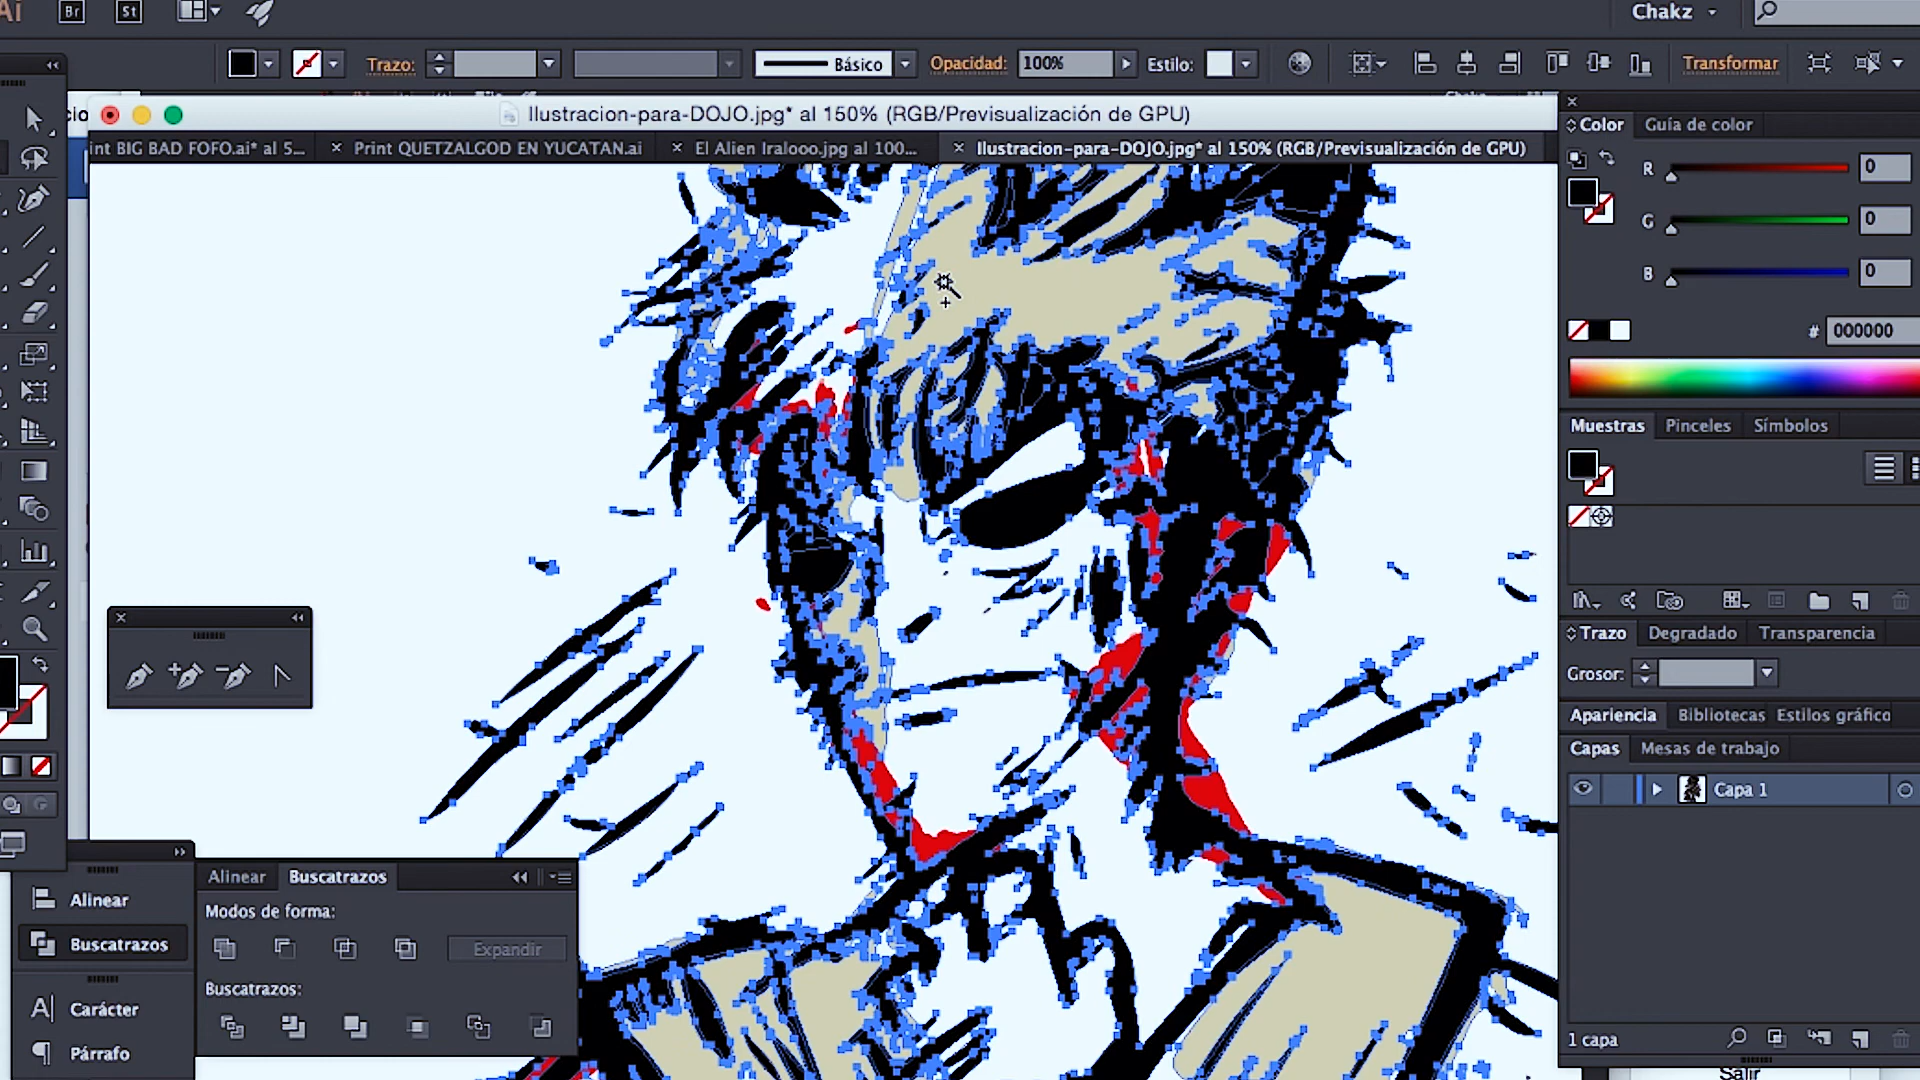 Ai Br St
Chakz
Trazo: Básico Opacidad: 100% Estilo: Transformar
Ilustracion-para-DOJO.jpg* al 150% (RGB/Previsualización de GPU)
int BIG BAD FOFO.ai* al 5... × Print QUETZALGOD EN YUCATAN.ai × El Alien Iralooo.jpg al 100... × Ilustracion-para-DOJO.jpg* al 150% (RGB/Previsualización de GPU)
Color Guía de color
R 0
G 0
B 0
# 000000
Muestras Pinceles Símbolos
Trazo Degradado Transparencia
Grosor:
Apariencia Bibliotecas Estilos gráfico
Capas Mesas de trabajo
Capa 1
1 capa
Salir
Alinear
Buscatrazos
Carácter
Párrafo
Alinear Buscatrazos
Modos de forma:
Expandir
Buscatrazos: